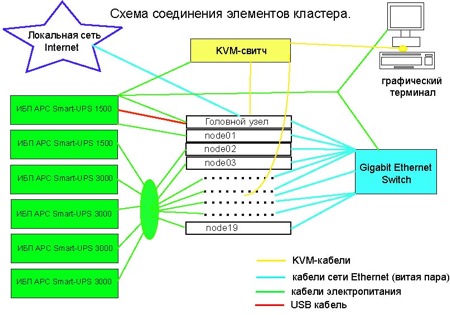 Схема соединения элементов кластера.
Локальная сеть
Internet
KVM-свитч
графический
терминал
ИБП APC Smart-UPS 1500
ИБП APC Smart-UPS 1500
ИБП APC Smart-UPS 3000
ИБП APC Smart-UPS 3000
ИБП APC Smart-UPS 3000
ИБП APC Smart-UPS 3000
Головной узел
node01
node02
node03
node19
Gigabit Ethernet
Switch
KVM-кабели
кабели сети Ethernet (витая пара)
кабели электропитания
USB кабель